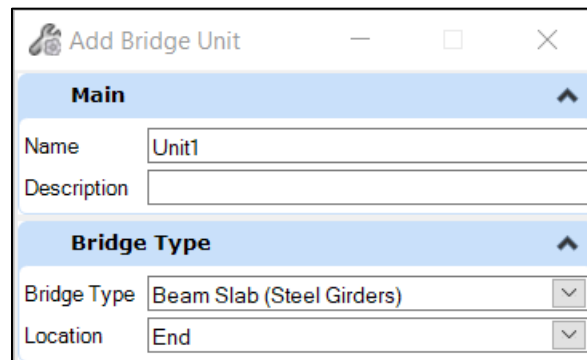 Add Bridge Unit
Main
Name Unit1
Description
Bridge Type
Bridge Type Beam Slab (Steel Girders)
Location End